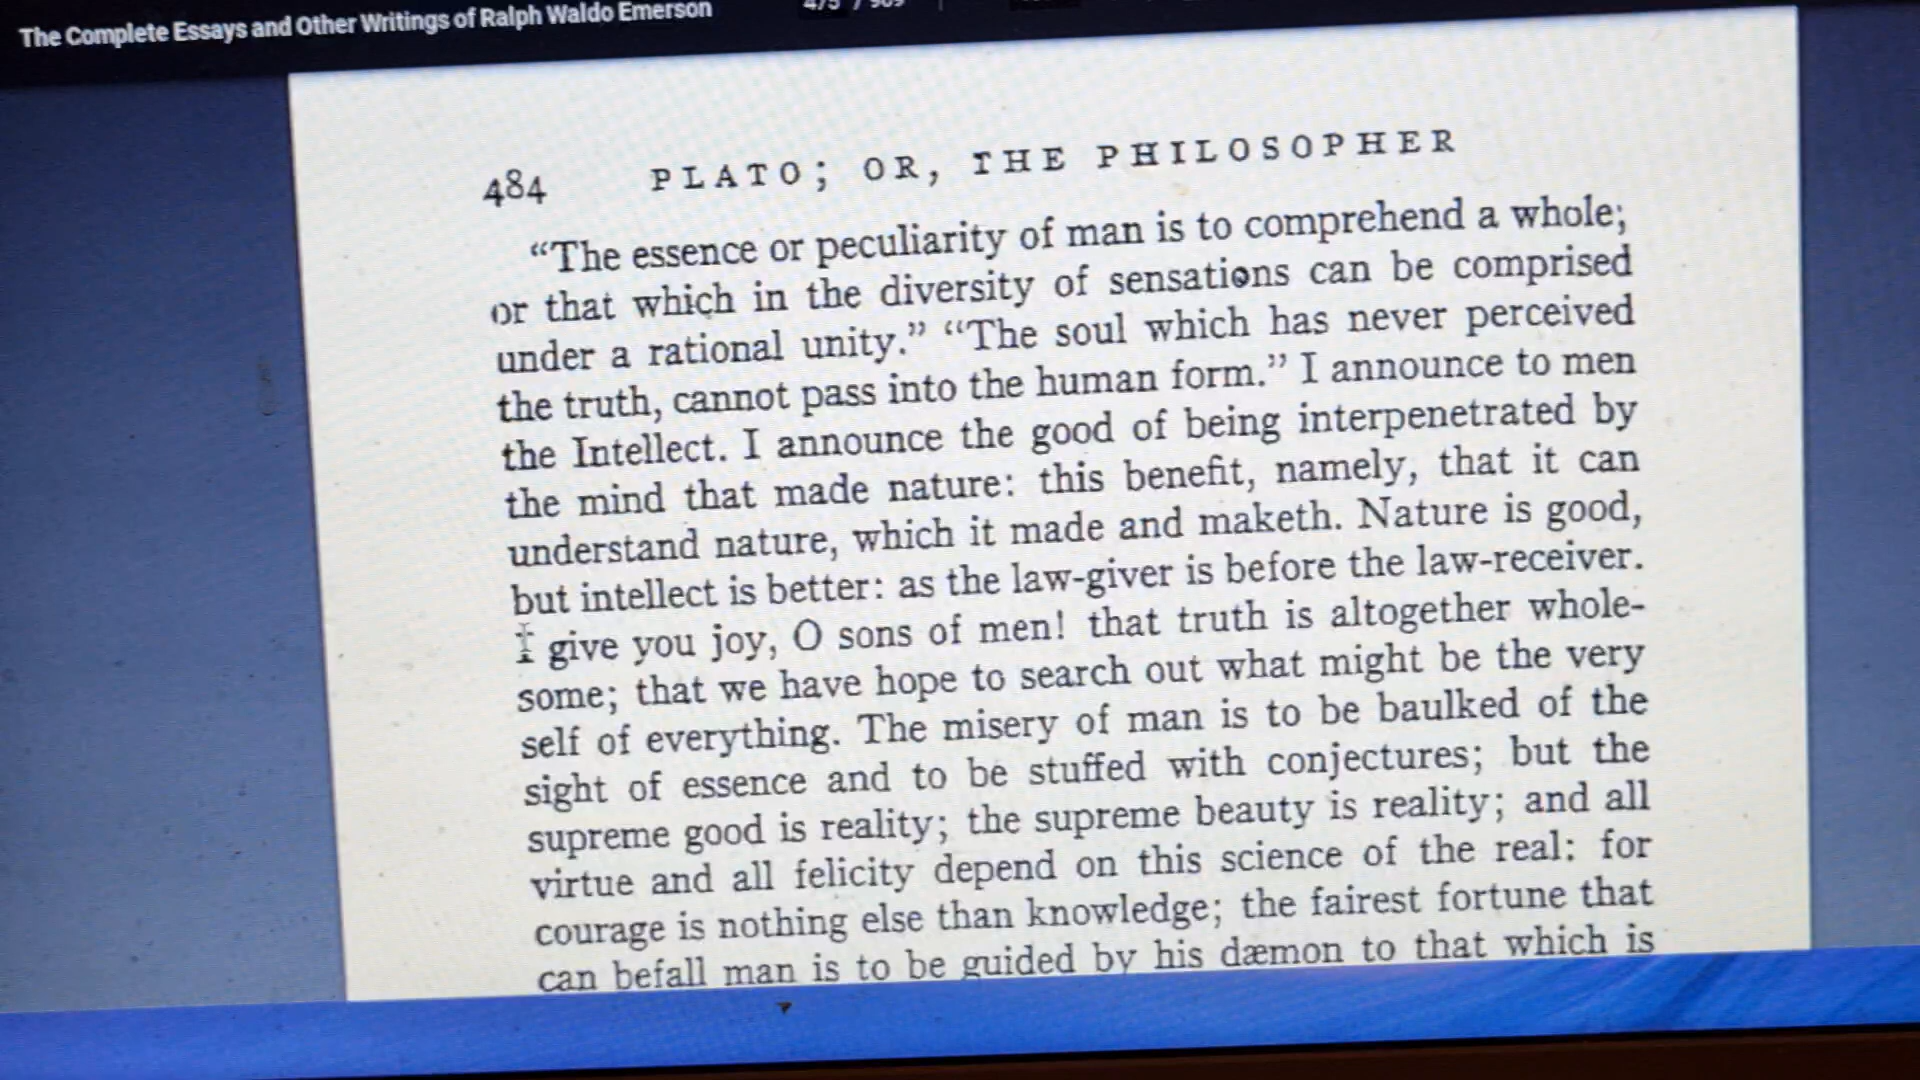 The Complete Essays and Other Writings of Ralph Waldo Emerson
484 PLATO; OR, THE PHILOSOPHER
“The essence or peculiarity of man is to comprehend a whole;
or that which in the diversity of sensations can be comprised
under a rational unity.” “The soul which has never perceived
the truth, cannot pass into the human form.” I announce to men
the Intellect. I announce the good of being interpenetrated by
the mind that made nature: this benefit, namely, that it can
understand nature, which it made and maketh. Nature is good,
but intellect is better: as the law-giver is before the law-receiver.
I give you joy, O sons of men! that truth is altogether whole-
some; that we have hope to search out what might be the very
self of everything. The misery of man is to be baulked of the
sight of essence and to be stuffed with conjectures; but the
supreme good is reality; the supreme beauty is reality; and all
virtue and all felicity depend on this science of the real: for
courage is nothing else than knowledge; the fairest fortune that
can befall man is to be guided by his dæmon to that which is